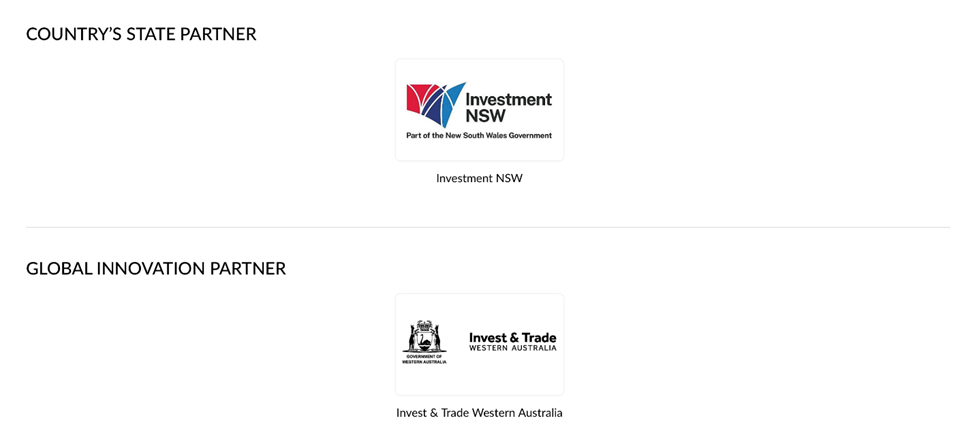 COUNTRY’S STATE PARTNER
Investment
NSW
Part of the New South Wales Government
Investment NSW
GLOBAL INNOVATION PARTNER
Invest & Trade
WESTERN AUSTRALIA
GOVERNMENT OF
WESTERN AUSTRALIA
Invest & Trade Western Australia